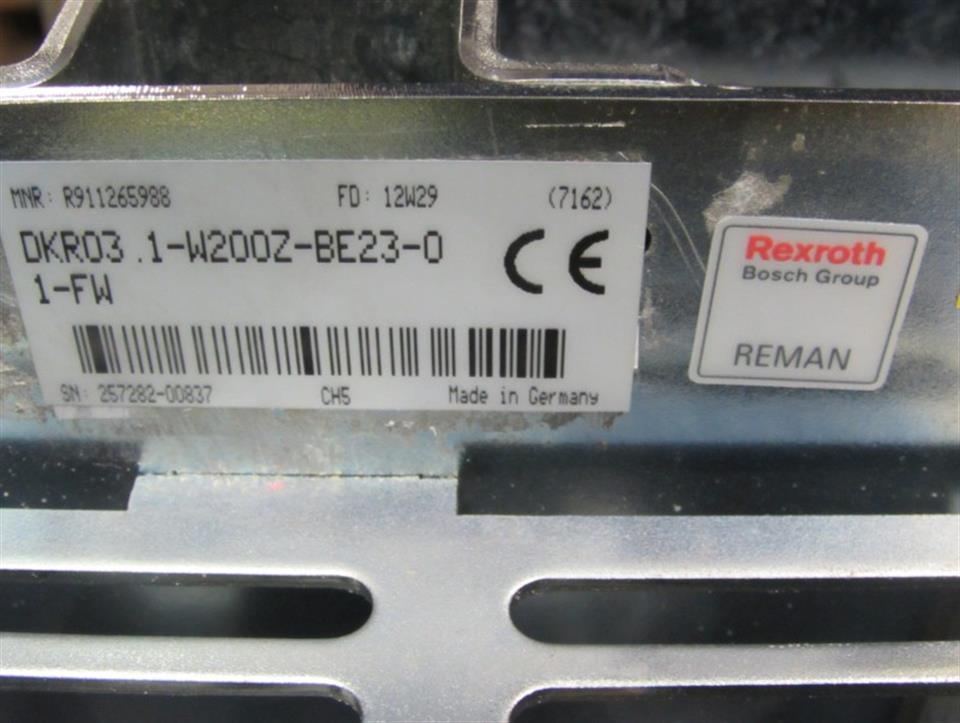 MNR: R911265988 FD: 12W29 (7162)
DKR03.1-W200Z-BE23-0
1-FW
CE
SN: 257282-00837 CH5 Made in Germany
Rexroth
Bosch Group
REMAN